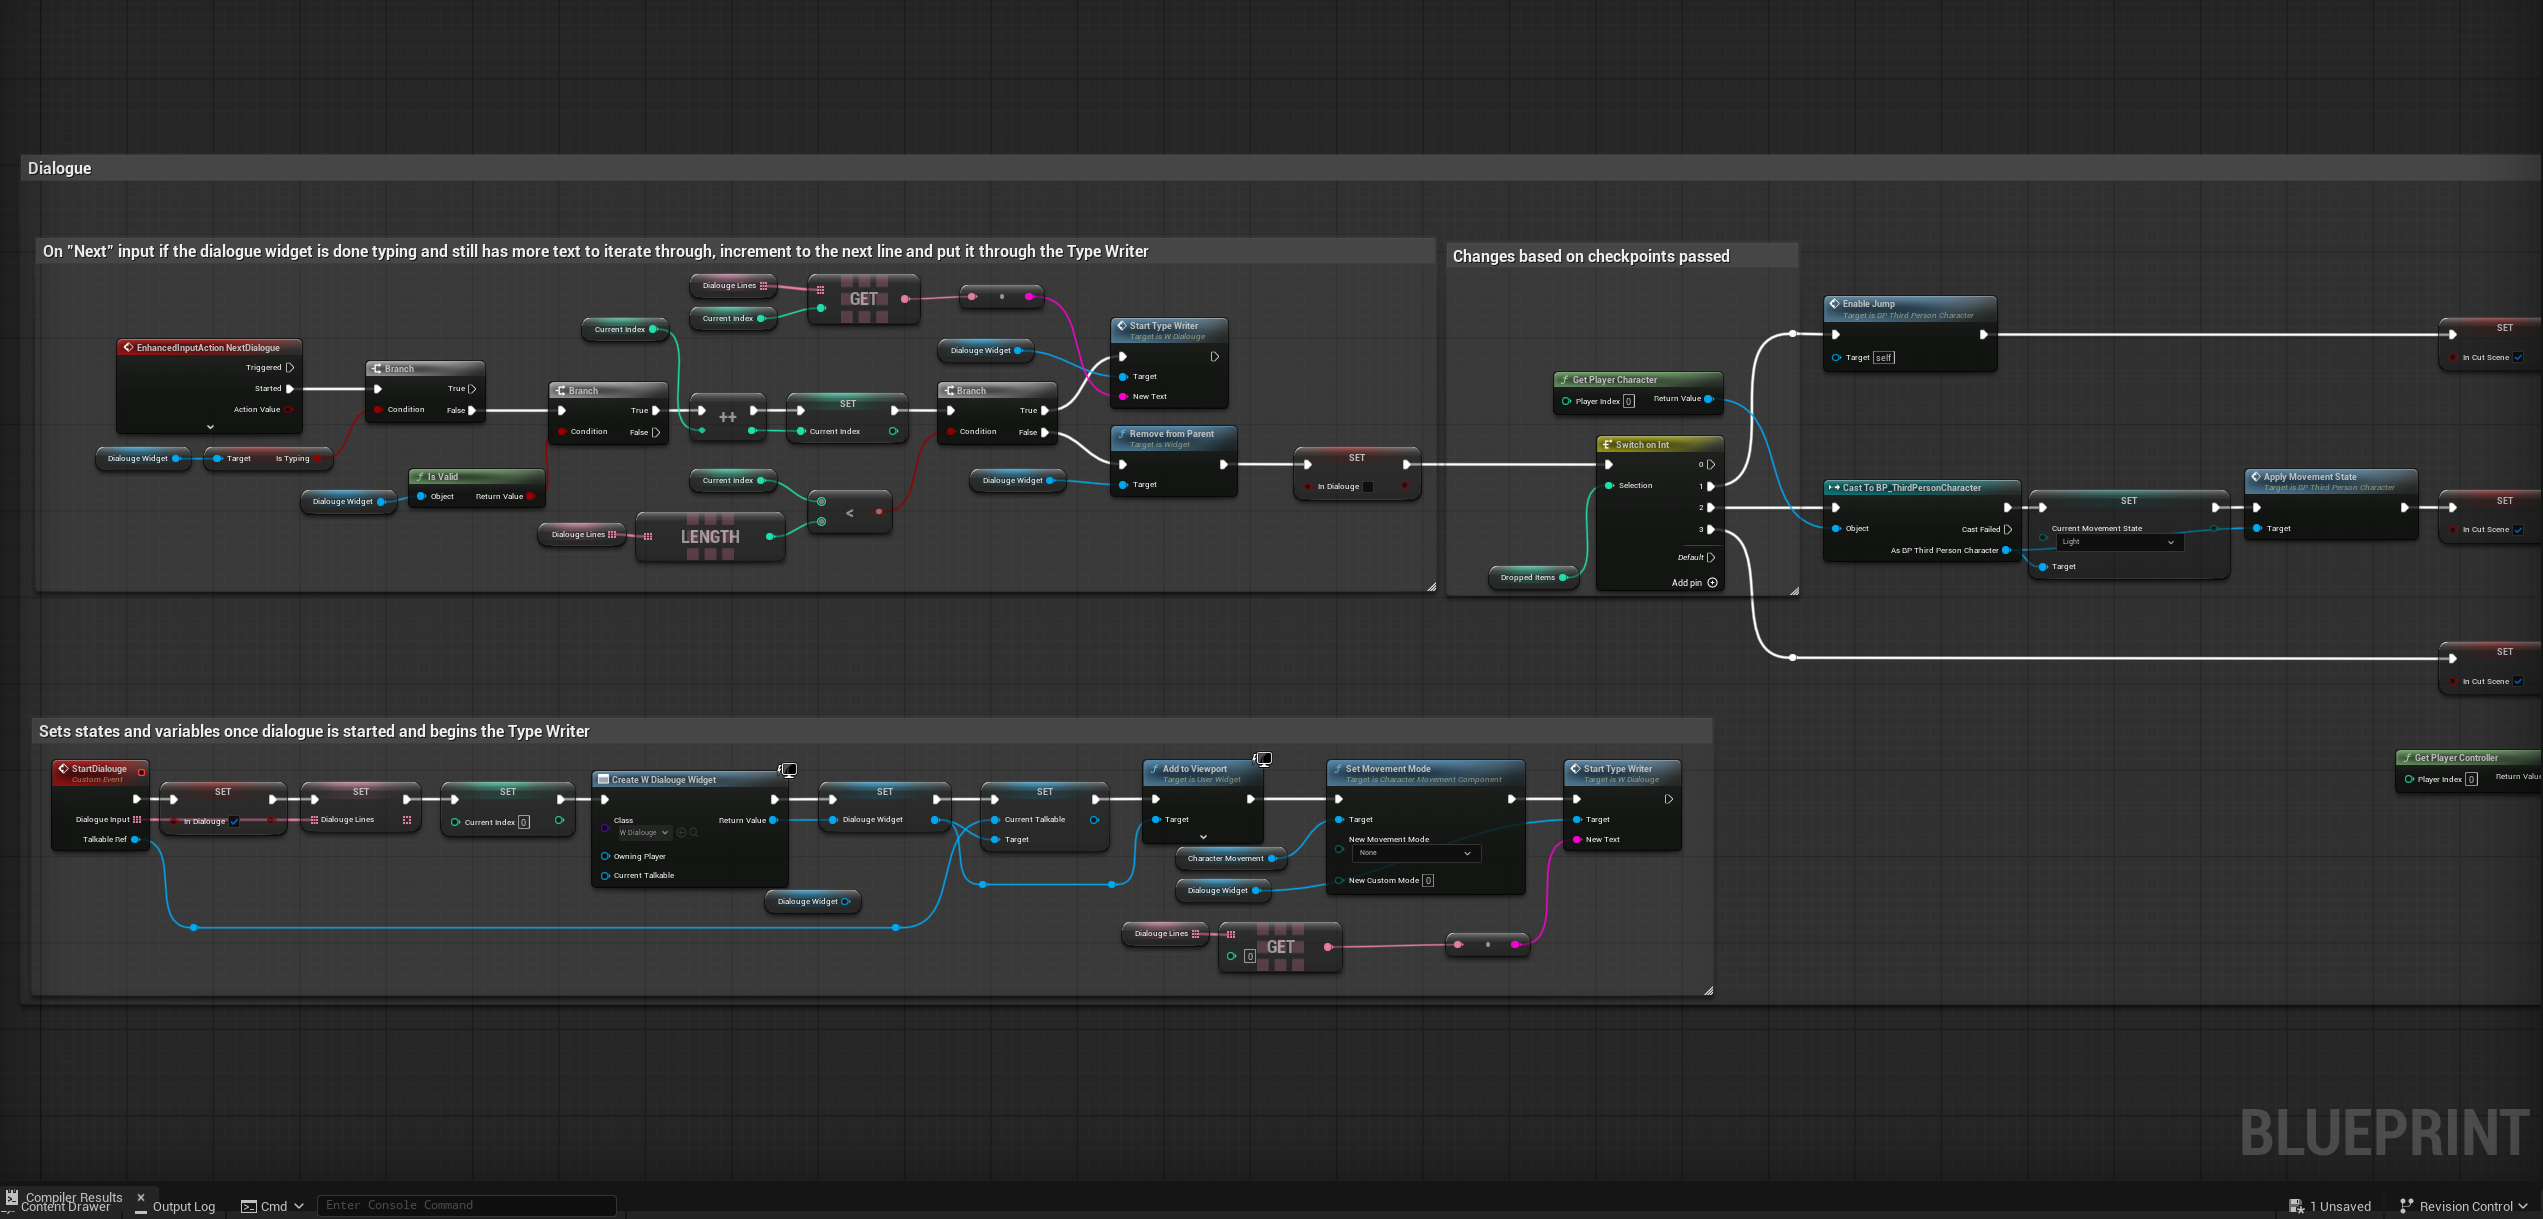 Dialogue
On "Next" input if the dialogue widget is done typing and still has more text to iterate through, increment to the next line and put it through the Type Writer
Dialouge Lines
GET
Current Index
Current Index
EnhancedInputAction NextDialogue
Triggered
Started
Action Value
Dialouge Widget
Target
Is Typing
Branch
True
Condition
False
Is Valid
Object
Return Value
Dialouge Widget
Branch
True
Condition
False
++
SET
Current Index
Current Index
Dialouge Lines
LENGTH
<
Branch
True
Condition
False
Dialouge Widget
Start Type Writer
Target is W Dialouge
Target
New Text
Remove from Parent
Target is Widget
Target
Dialouge Widget
SET
In Dialouge
Changes based on checkpoints passed
Get Player Character
Player Index 0
Return Value
Switch on Int
0
Selection
1
2
3
Default
Add pin
Dropped Items
Enable Jump
Target is BP Third Person Character
Target self
Cast To BP_ThirdPersonCharacter
Object
Cast Failed
As BP Third Person Character
SET
Current Movement State
Light
Target
Apply Movement State
Target is BP Third Person Character
Target
SET
In Cut Scene
SET
In Cut Scene
SET
In Cut Scene
Sets states and variables once dialogue is started and begins the Type Writer
StartDialouge
Custom Event
Dialogue Input
Talkable Ref
SET
In Dialouge
SET
Dialouge Lines
SET
Current Index 0
Create W Dialouge Widget
Class
W Dialouge
Return Value
Owning Player
Current Talkable
Dialouge Widget
SET
Dialouge Widget
SET
Current Talkable
Target
Add to Viewport
Target is User Widget
Target
Character Movement
Dialouge Widget
Set Movement Mode
Target is Character Movement Component
Target
New Movement Mode
None
New Custom Mode 0
Start Type Writer
Target is W Dialouge
Target
New Text
Dialouge Lines
GET
0
Get Player Controller
Player Index 0
Return Value
BLUEPRINT
Compiler Results
Content Drawer
Output Log
Cmd
Enter Console Command
1 Unsaved
Revision Control